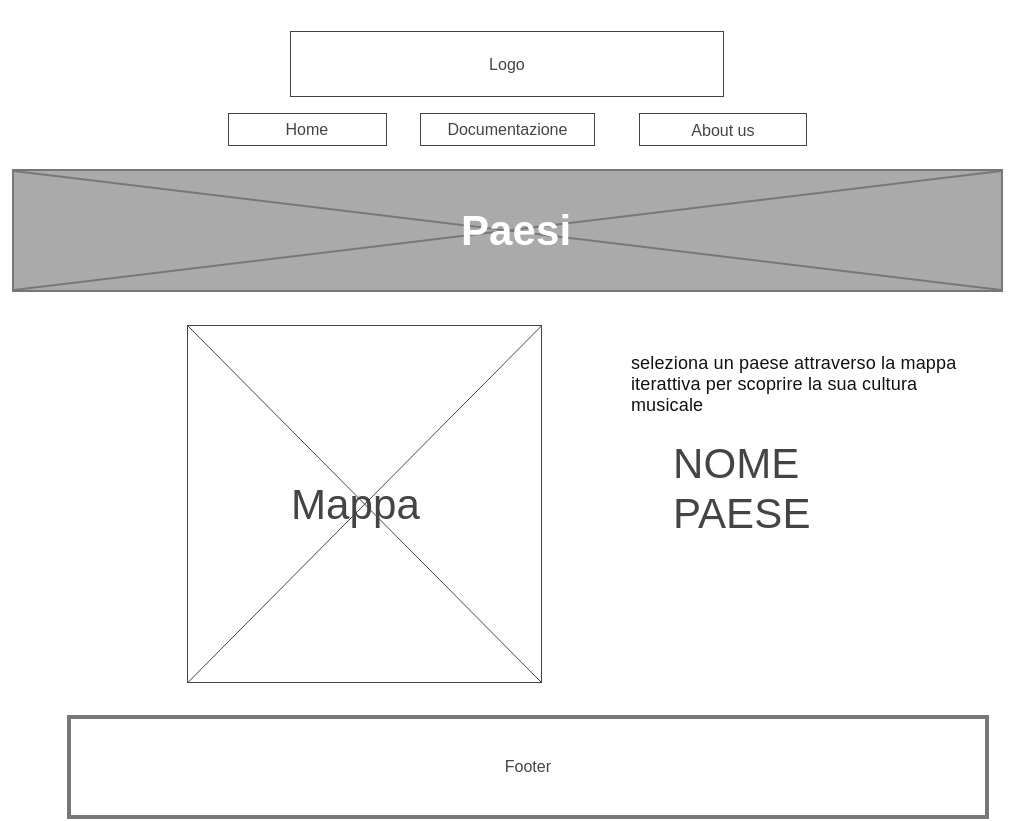 Logo
Home
Documentazione
About us
Paesi
Mappa
seleziona un paese attraverso la mappa
iterattiva per scoprire la sua cultura
musicale
NOME
PAESE
Footer